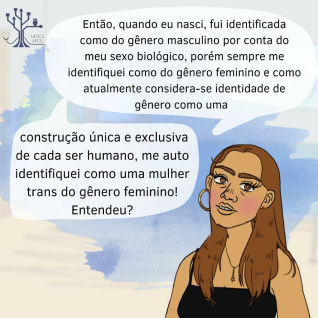 Então, quando eu nasci, fui identificada
como do gênero masculino por conta do
meu sexo biológico, porém sempre me
identifiquei como do gênero feminino e como
atualmente considera-se identidade de
gênero como uma
construção única e exclusiva
de cada ser humano, me auto
identifiquei como uma mulher
trans do gênero feminino!
Entendeu?